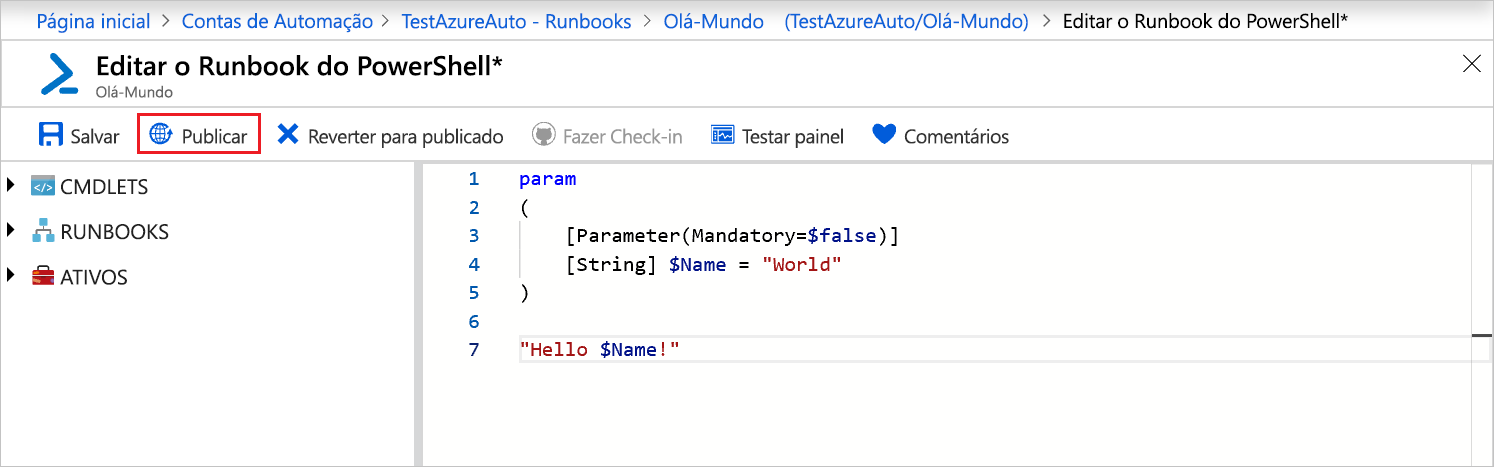 Página inicial > Contas de Automação > TestAzureAuto - Runbooks > Olá-Mundo (TestAzureAuto/Olá-Mundo) > Editar o Runbook do PowerShell*
Editar o Runbook do PowerShell*
Olá-Mundo
Salvar Publicar Reverter para publicado Fazer Check-in Testar painel Comentários
CMDLETS
RUNBOOKS
ATIVOS
1 param
2 (
3 [Parameter(Mandatory=$false)]
4 [String] $Name = "World"
5 )
6
7 "Hello $Name!"